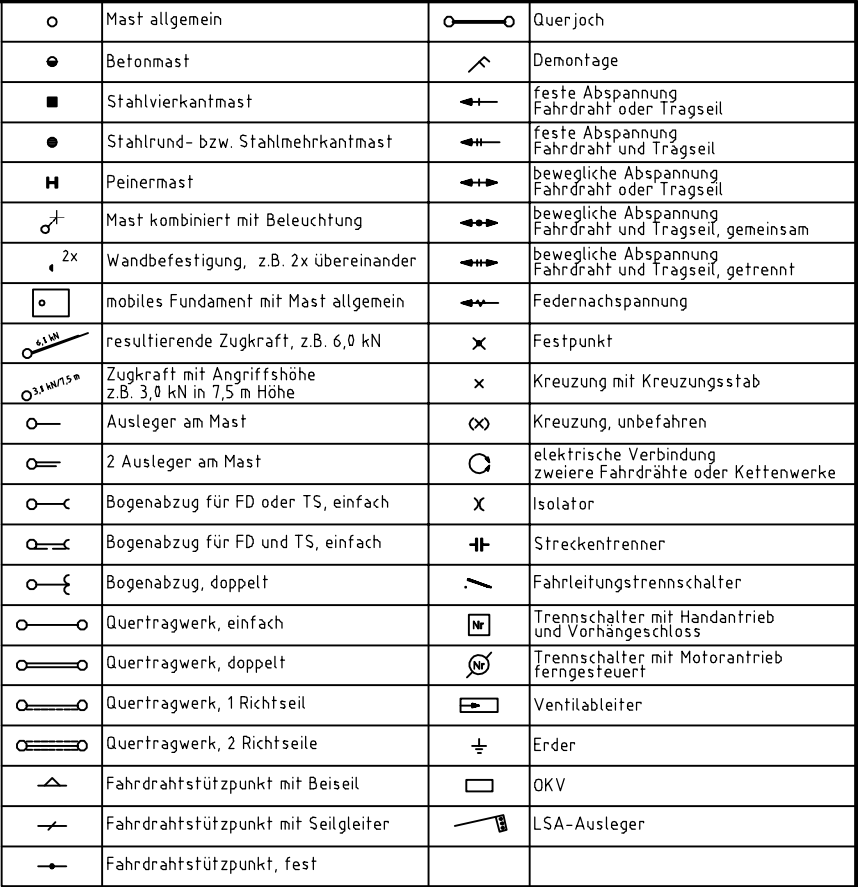 Mast allgemein
Querjoch
Betonmast
Demontage
Stahlvierkantmast
feste Abspannung
Fahrdraht oder Tragseil
Stahlrund- bzw. Stahlmehrkantmast
feste Abspannung
Fahrdraht und Tragseil
H
Peinermast
bewegliche Abspannung
Fahrdraht oder Tragseil
Mast kombiniert mit Beleuchtung
bewegliche Abspannung
Fahrdraht und Tragseil, gemeinsam
2x
Wandbefestigung, z.B. 2x übereinander
bewegliche Abspannung
Fahrdraht und Tragseil, getrennt
mobiles Fundament mit Mast allgemein
Federnachspannung
6,0 kN
resultierende Zugkraft, z.B. 6,0 kN
Festpunkt
3,0 kN/7,5 m
Zugkraft mit Angriffshöhe
z.B. 3,0 kN in 7,5 m Höhe
Kreuzung mit Kreuzungsstab
Ausleger am Mast
Kreuzung, unbefahren
2 Ausleger am Mast
elektrische Verbindung
zweiere Fahrdrähte oder Kettenwerke
Bogenabzug für FD oder TS, einfach
Isolator
Bogenabzug für FD und TS, einfach
Streckentrenner
Bogenabzug, doppelt
Fahrleitungstrennschalter
Quertragwerk, einfach
Nr
Trennschalter mit Handantrieb
und Vorhängeschloss
Quertragwerk, doppelt
Nr
Trennschalter mit Motorantrieb
ferngesteuert
Quertragwerk, 1 Richtseil
Ventilableiter
Quertragwerk, 2 Richtseile
Erder
Fahrdrahtstützpunkt mit Beiseil
OKV
Fahrdrahtstützpunkt mit Seilgleiter
LSA-Ausleger
Fahrdrahtstützpunkt, fest